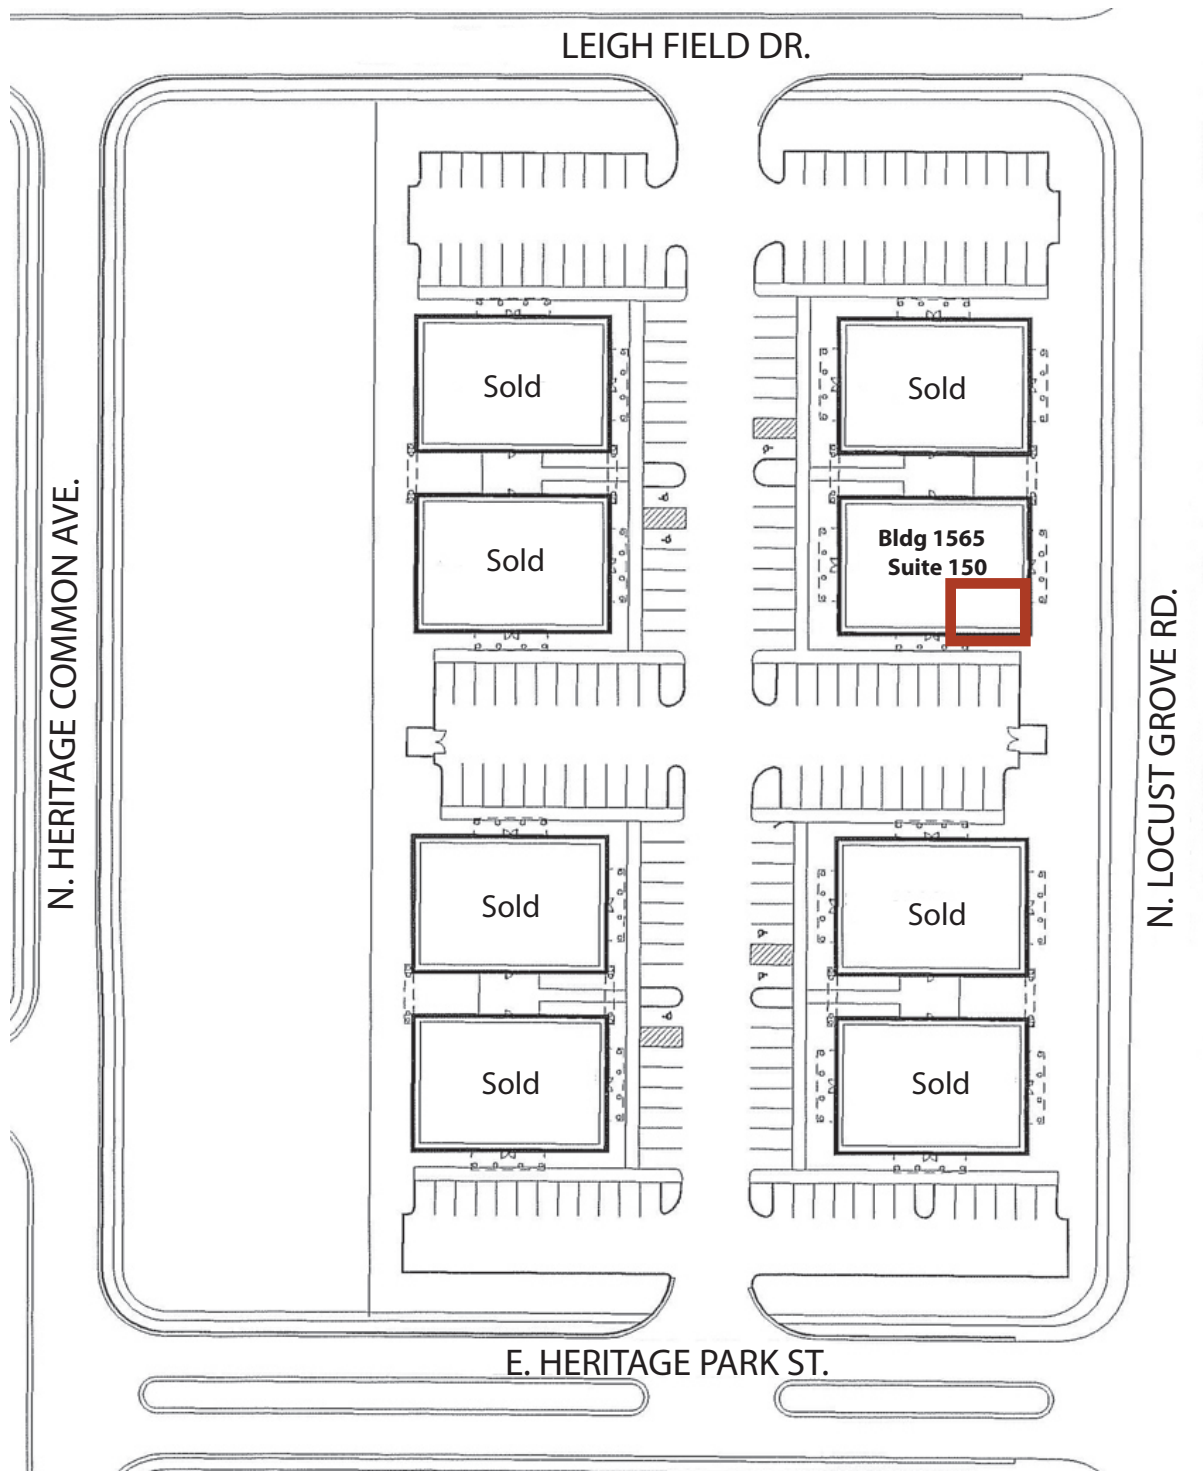 LEIGH FIELD DR.
Sold
Sold
Sold
Bldg 1565
Suite 150
N. HERITAGE COMMON AVE.
N. LOCUST GROVE RD.
Sold
Sold
Sold
Sold
E. HERITAGE PARK ST.